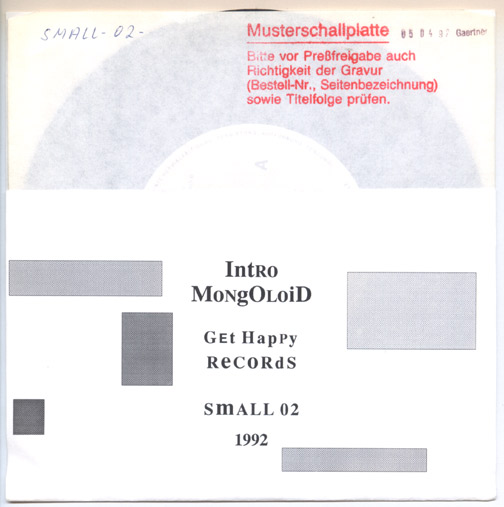 SMALL-02-
Musterschallplatte 05 04 92 Gaertner
Bitte vor Preßfreigabe auch
Richtigkeit der Gravur
(Bestell-Nr., Seitenbezeichnung)
sowie Titelfolge prüfen.
A
IntRo
MoNgOLoiD
GEt HapPy
ReCoRdS
SmALL 02
1992